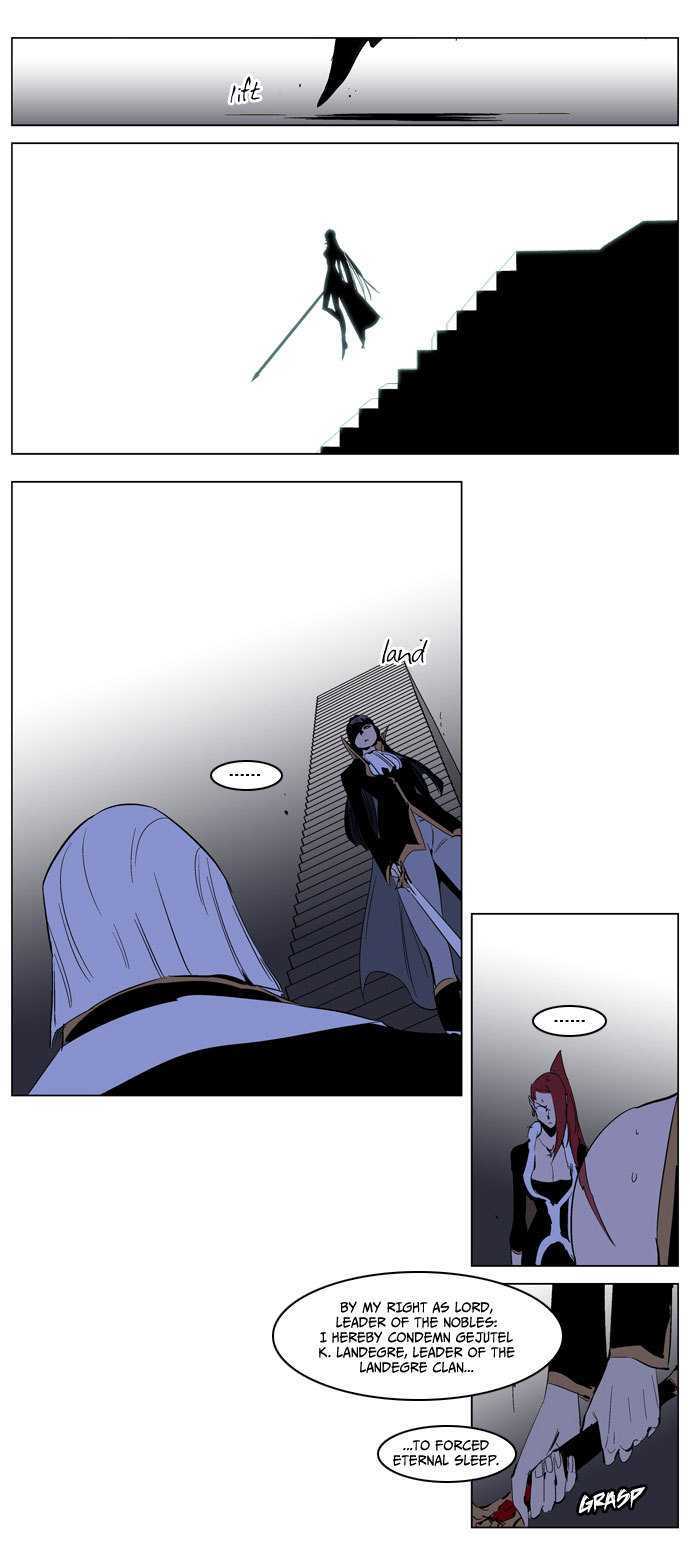 lift
land
------
------
BY MY RIGHT AS LORD,
LEADER OF THE NOBLES:
I HEREBY CONDEMN GEJUTEL
K. LANDEGRE, LEADER OF THE
LANDEGRE CLAN...
...TO FORCED
ETERNAL SLEEP.
GRASP